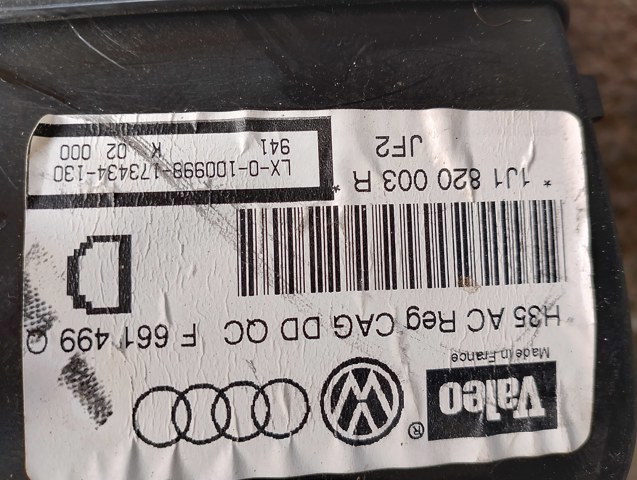 Valeo ®
Made in France
H35 AC Reg CAG DD QC F 661 499 Q
* 1J1 820 003 R *
JF2
LX-0-100998-173434-130
941 K 02 000